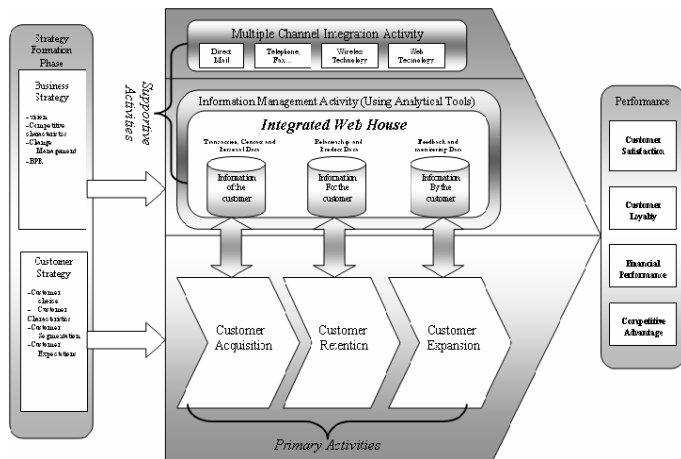 Strategy
Formation
Phase
Business
Strategy
-vision
-Competitive
characteristics
-Change
Management
-BPR
Customer
Strategy
-Customer
choice
- Customer
Characteristics
-Customer
Segmentation
-Customer
Expectations
Supportive
Activities
Multiple Channel Integration Activity
Direct
Mail
Telephone,
Fax...
Wireless
Technology
Web
Technology
Information Management Activity (Using Analytical Tools)
Integrated Web House
Transaction, Contact and
Personal Data
Relationship and
Product Data
Feedback and
monitoring Data
Information
Of the
customer
Information
For the
customer
Information
By the
customer
Customer
Acquisition
Customer
Retention
Customer
Expansion
Primary Activities
Performance
Customer
Satisfaction
Customer
Loyalty
Financial
Performance
Competitive
Advantage